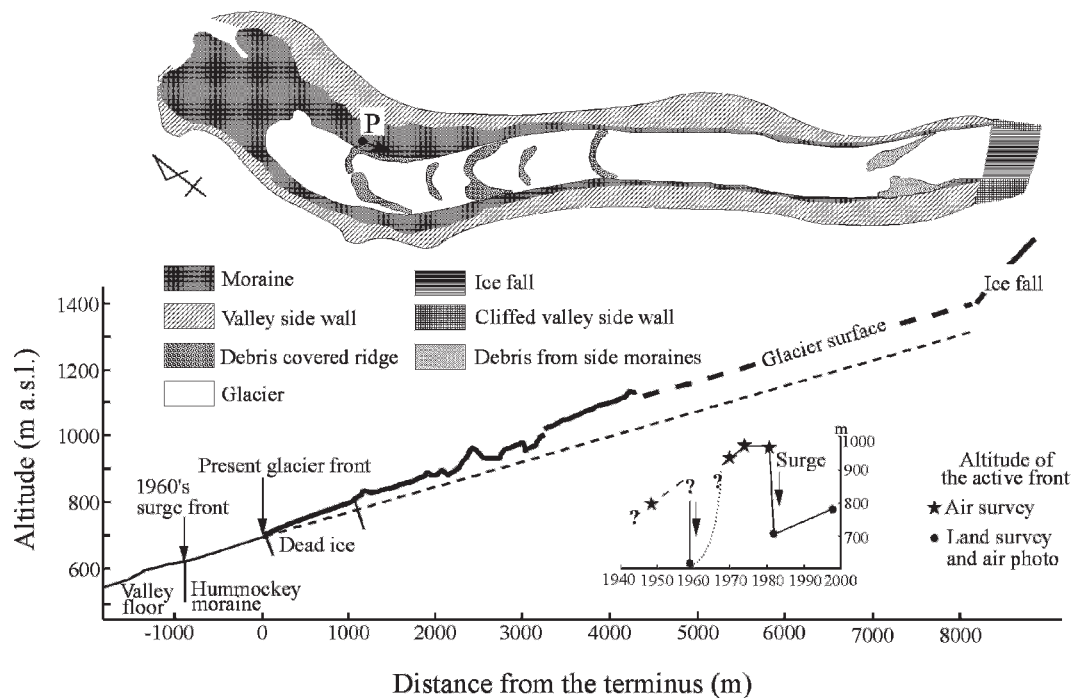 P
Moraine
Ice fall
Valley side wall
Cliffed valley side wall
Debris covered ridge
Debris from side moraines
Glacier
Ice fall
Glacier surface
Altitude (m a.s.l.)
1400
1200
1000
800
600
Present glacier front
1960's
surge front
Dead ice
Valley
floor
Hummockey
moraine
m
1000
900
800
700
?
?
?
Surge
1940 1950 1960 1970 1980 1990 2000
Altitude of
the active front
Air survey
Land survey
and air photo
-1000 0 1000 2000 3000 4000 5000 6000 7000 8000
Distance from the terminus (m)